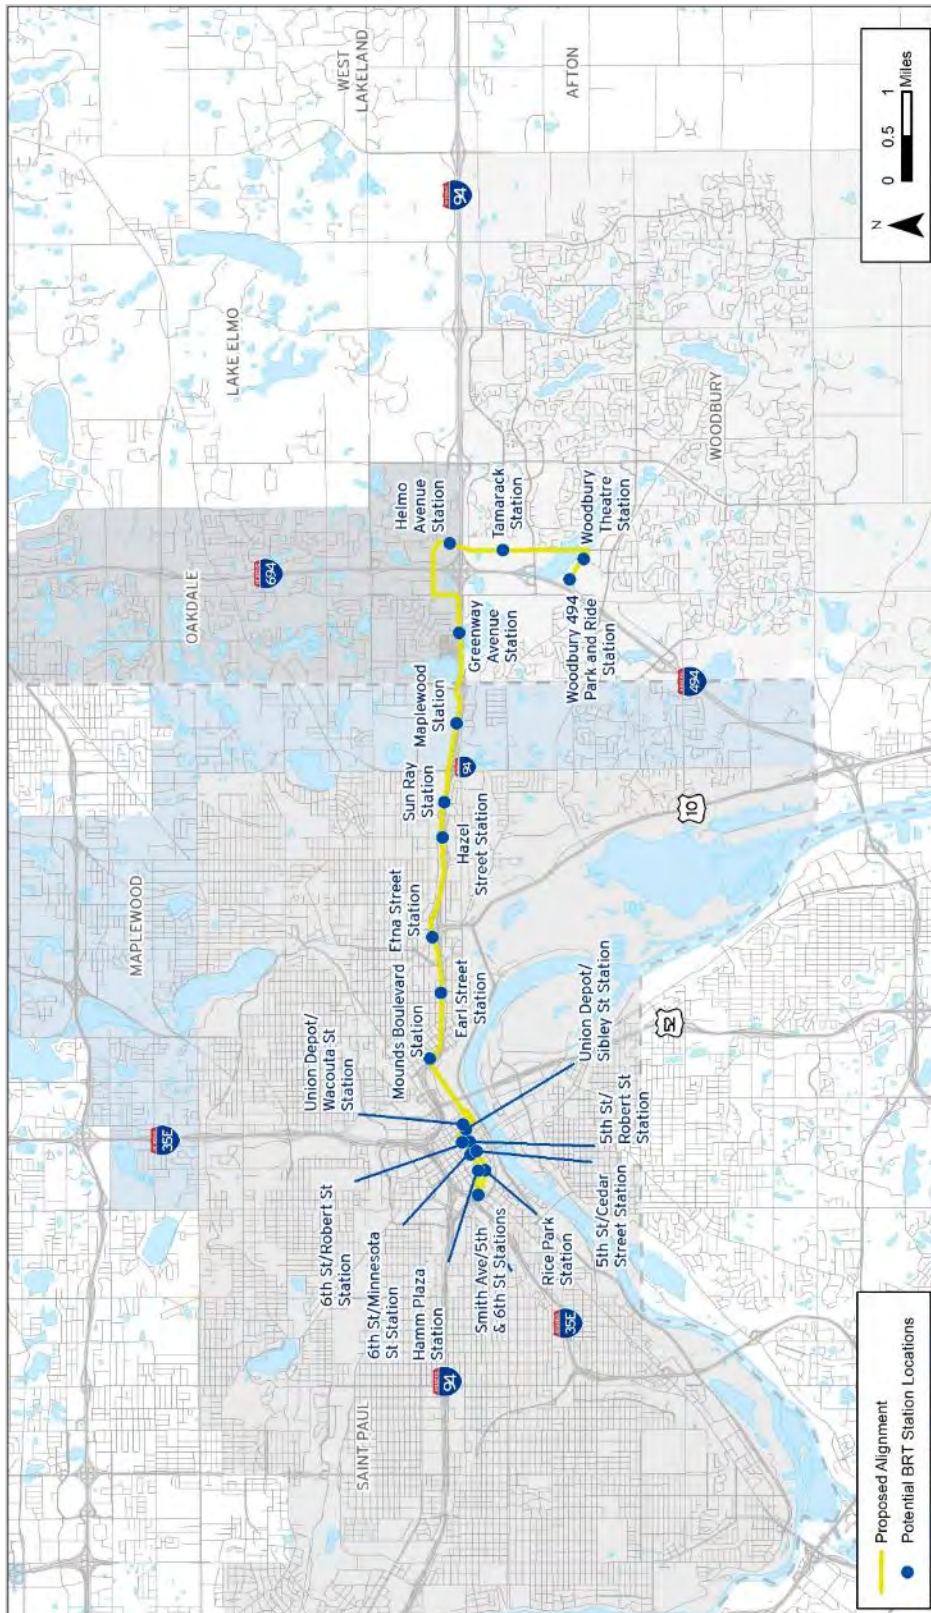 WEST
LAKELAND
AFTON
LAKE ELMO
OAKDALE
MAPLEWOOD
WOODBURY
SAINT PAUL
694
94
94
94
494
10
52
35E
35E
Helmo
Avenue
Station
Tamarack
Station
Woodbury
Theatre
Station
Woodbury 494
Park and Ride
Station
Greenway
Avenue
Station
Maplewood
Station
Sun Ray
Station
Hazel
Street Station
Etna Street
Station
Earl Street
Station
Mounds Boulevard
Station
Union Depot/
Wacouta St
Station
Union Depot/
Sibley St Station
5th St/
Robert St
Station
5th St/Cedar
Street Station
6th St/Robert St
Station
6th St/Minnesota
St Station
Hamm Plaza
Station
Smith Ave/5th
& 6th St Stations
Rice Park
Station
Proposed Alignment
Potential BRT Station Locations
N
0 0.5 1
Miles